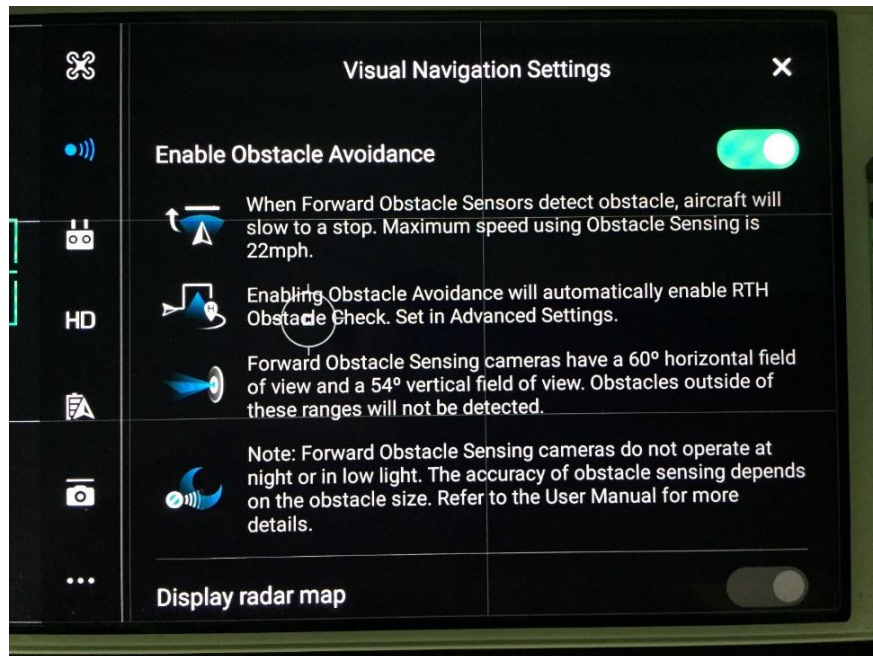 Visual Navigation Settings
Enable Obstacle Avoidance
When Forward Obstacle Sensors detect obstacle, aircraft will
slow to a stop. Maximum speed using Obstacle Sensing is
22mph.
Enabling Obstacle Avoidance will automatically enable RTH
Obstacle Check. Set in Advanced Settings.
HD
Forward Obstacle Sensing cameras have a 60º horizontal field
of view and a 54º vertical field of view. Obstacles outside of
these ranges will not be detected.
Note: Forward Obstacle Sensing cameras do not operate at
night or in low light. The accuracy of obstacle sensing depends
on the obstacle size. Refer to the User Manual for more
details.
Display radar map